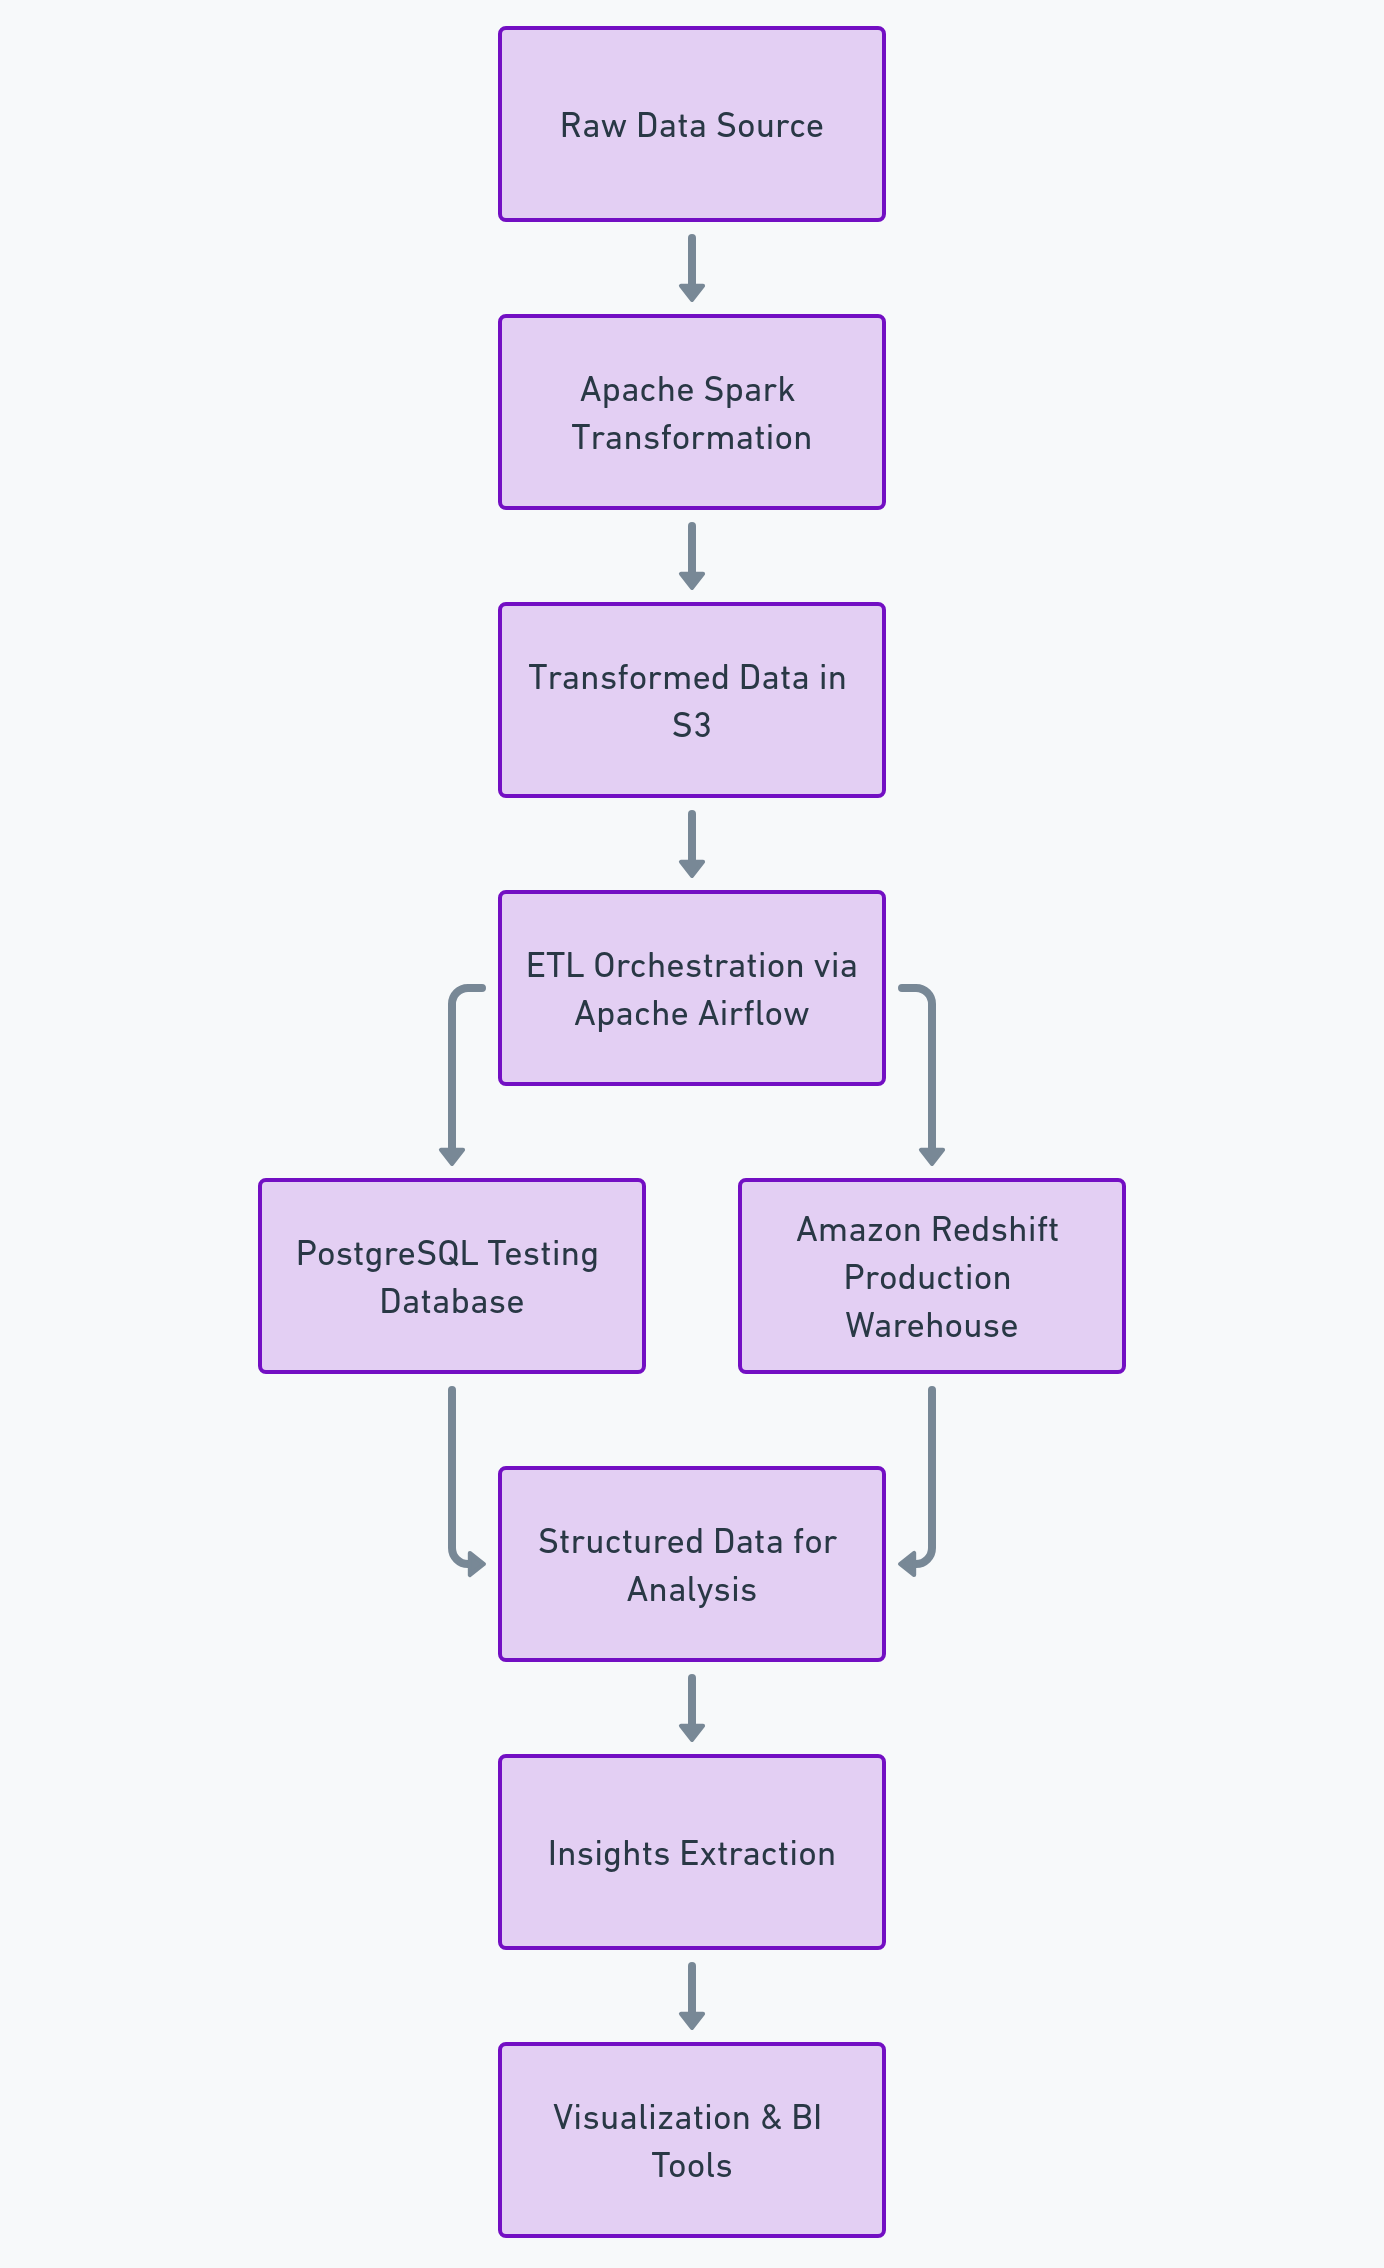 Raw Data Source
Apache Spark
Transformation
Transformed Data in
S3
ETL Orchestration via
Apache Airflow
PostgreSQL Testing
Database
Amazon Redshift
Production
Warehouse
Structured Data for
Analysis
Insights Extraction
Visualization & BI
Tools